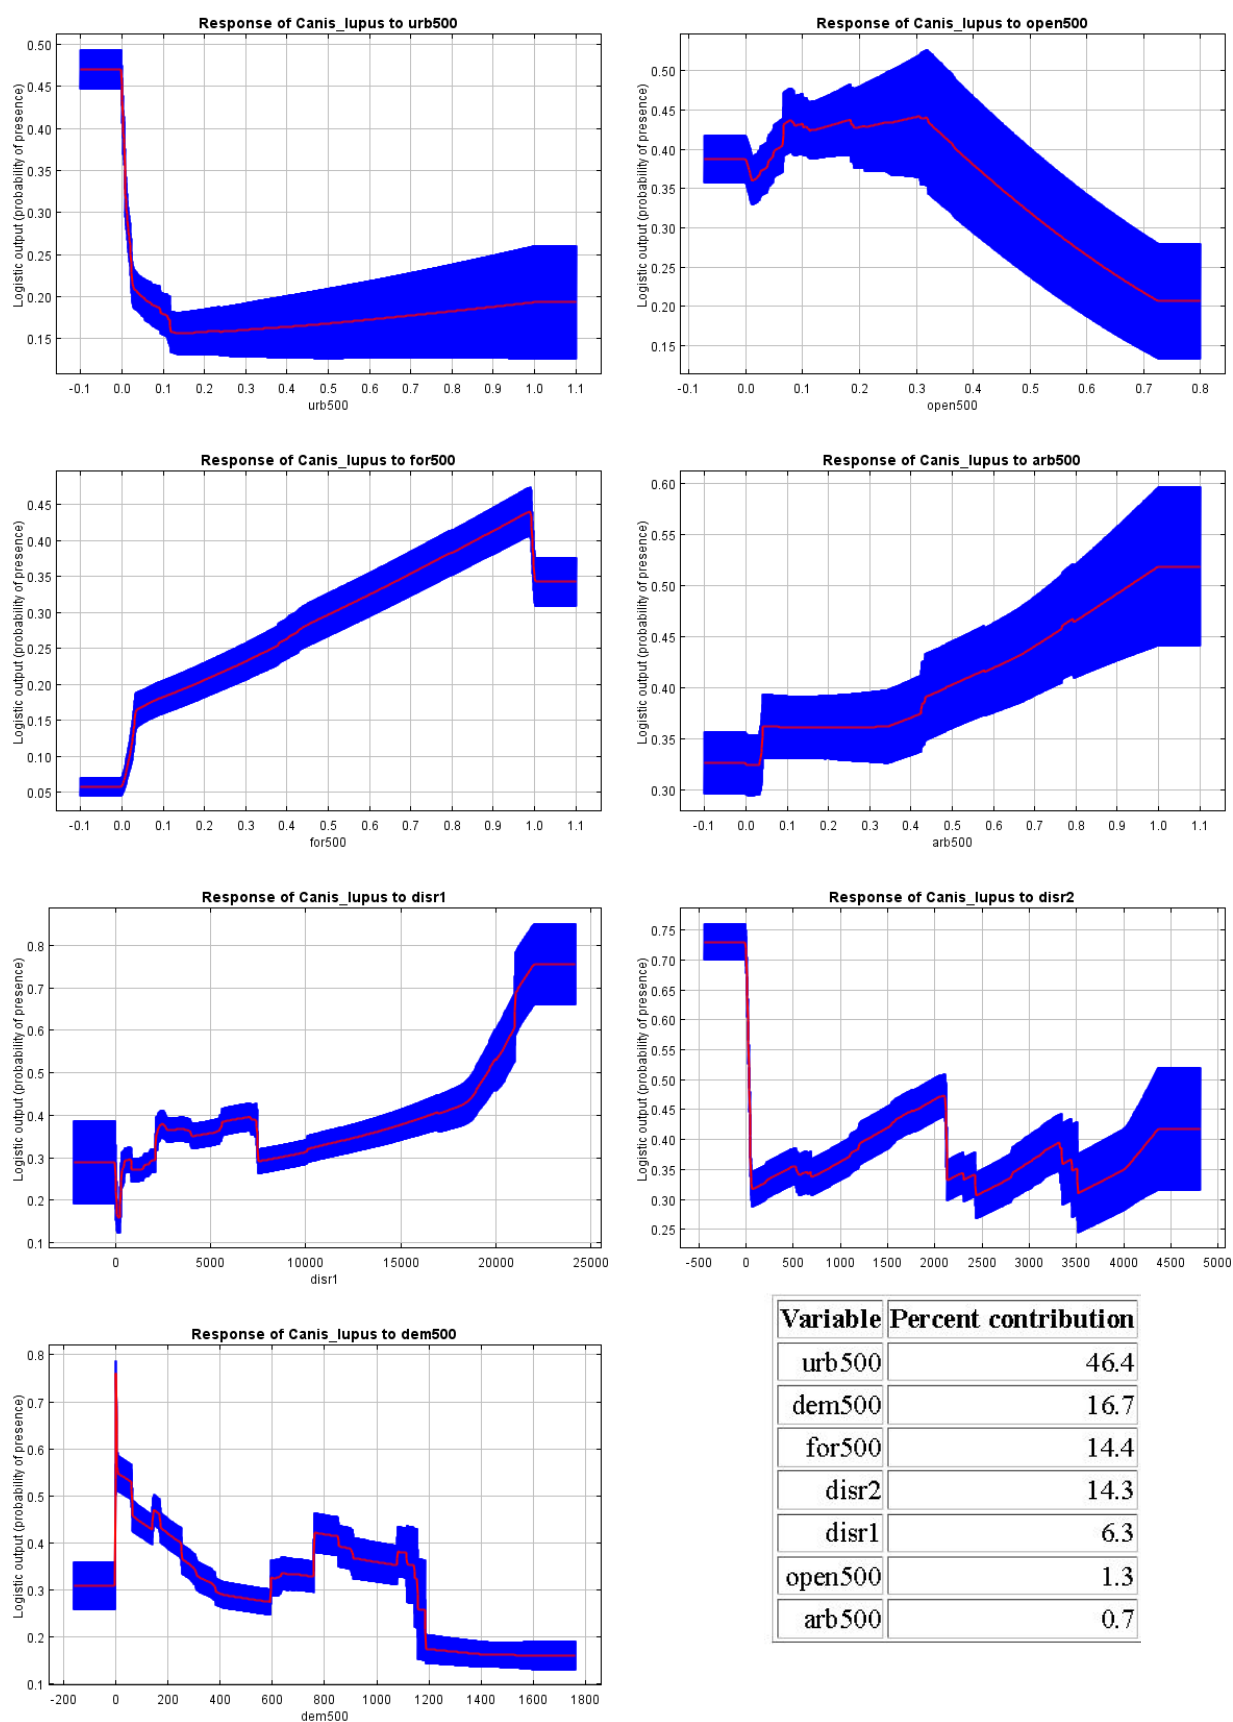 Response of Canis_lupus to urb500
Logistic output (probability of presence)
0.50
0.45
0.40
0.35
0.30
0.25
0.20
0.15
-0.1 0.0 0.1 0.2 0.3 0.4 0.5 0.6 0.7 0.8 0.9 1.0 1.1
urb500
Response of Canis_lupus to open500
Logistic output (probability of presence)
0.50
0.45
0.40
0.35
0.30
0.25
0.20
0.15
-0.1 0.0 0.1 0.2 0.3 0.4 0.5 0.6 0.7 0.8
open500
Response of Canis_lupus to for500
Logistic output (probability of presence)
0.45
0.40
0.35
0.30
0.25
0.20
0.15
0.10
0.05
-0.1 0.0 0.1 0.2 0.3 0.4 0.5 0.6 0.7 0.8 0.9 1.0 1.1
for500
Response of Canis_lupus to arb500
Logistic output (probability of presence)
0.60
0.55
0.50
0.45
0.40
0.35
0.30
-0.1 0.0 0.1 0.2 0.3 0.4 0.5 0.6 0.7 0.8 0.9 1.0 1.1
arb500
Response of Canis_lupus to disr1
Logistic output (probability of presence)
0.8
0.7
0.6
0.5
0.4
0.3
0.2
0.1
0 5000 10000 15000 20000 25000
disr1
Response of Canis_lupus to disr2
Logistic output (probability of presence)
0.75
0.70
0.65
0.60
0.55
0.50
0.45
0.40
0.35
0.30
0.25
-500 0 500 1000 1500 2000 2500 3000 3500 4000 4500 5000
Response of Canis_lupus to dem500
Logistic output (probability of presence)
0.8
0.7
0.6
0.5
0.4
0.3
0.2
0.1
-200 0 200 400 600 800 1000 1200 1400 1600 1800
dem500
Variable Percent contribution
urb500 46.4
dem500 16.7
for500 14.4
disr2 14.3
disr1 6.3
open500 1.3
arb500 0.7